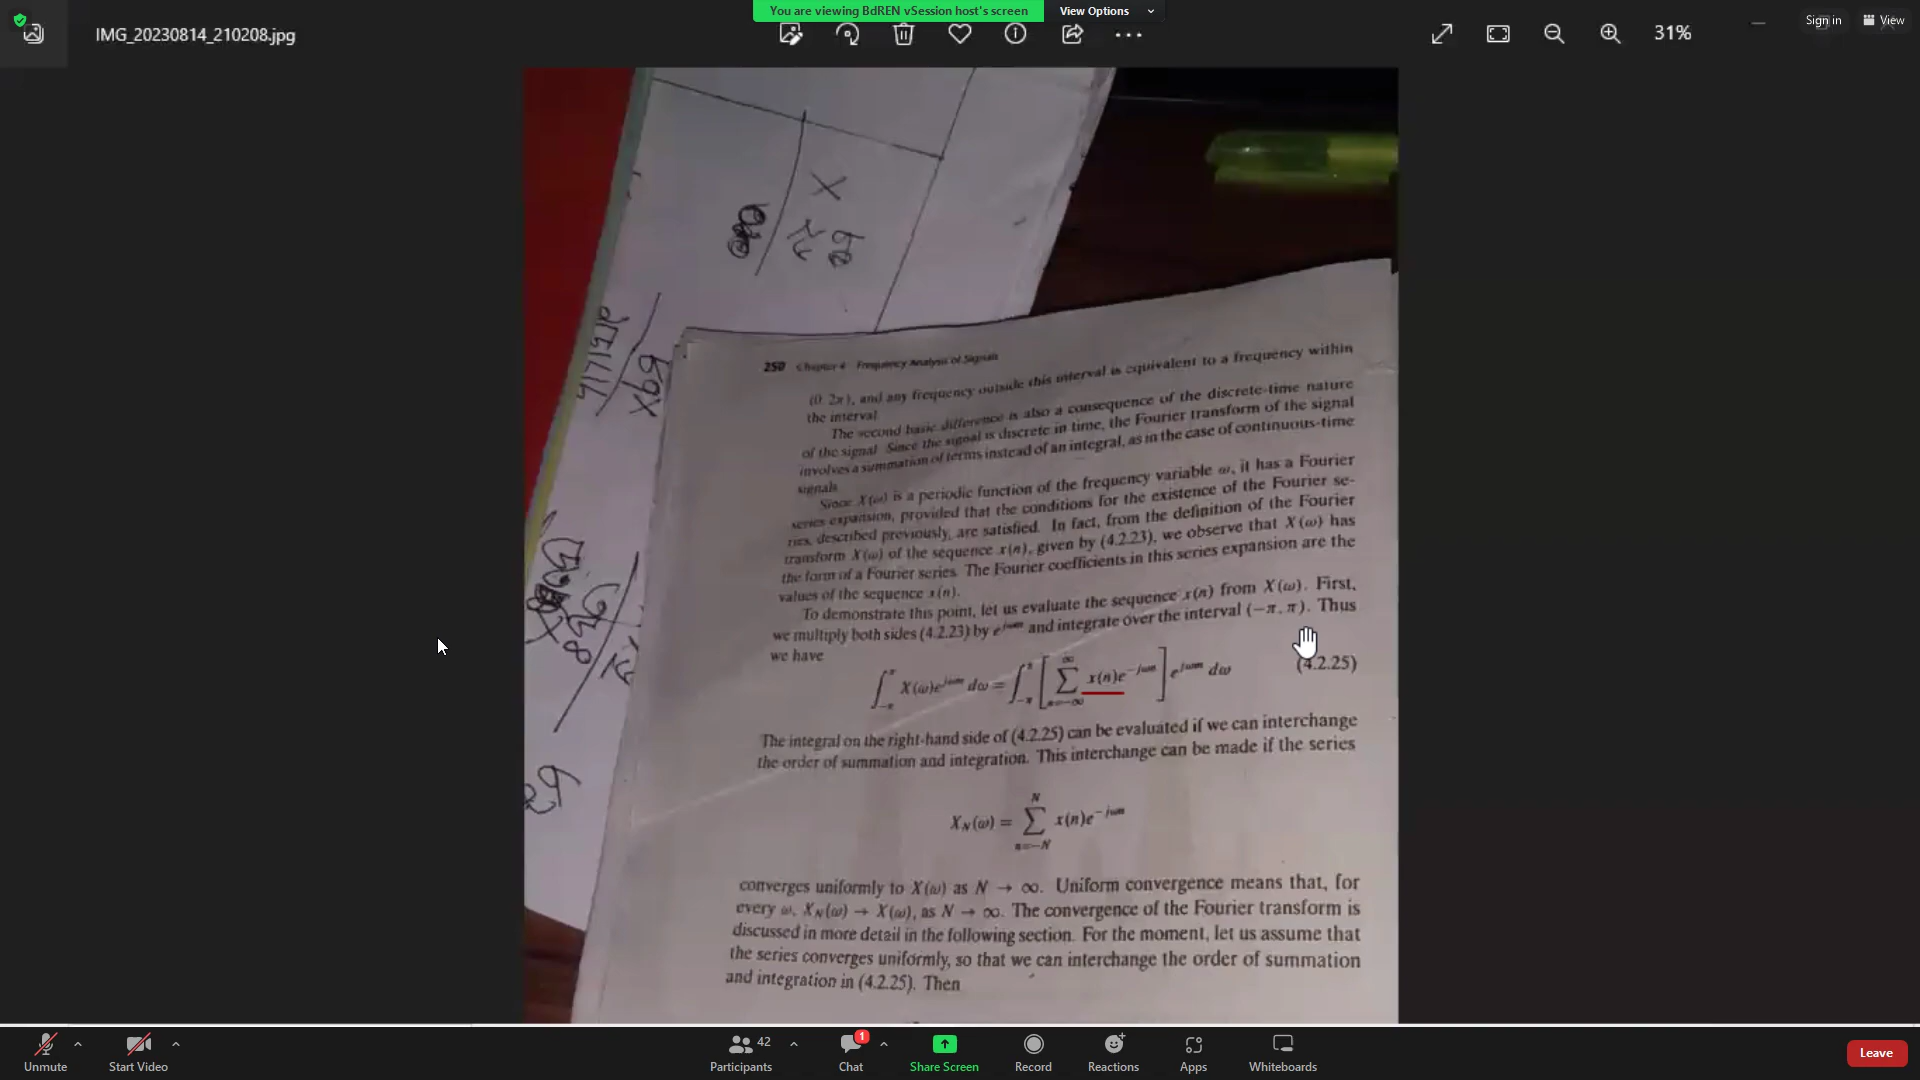 You are viewing BdREN vSession host's screen
View Options
IMG_20230814_210208.jpg
31%
Sign in
View
250 Chapter 4 Frequency Analysis of Signals
(0, 2π), and any frequency outside this interval is equivalent to a frequency within
the interval.
The second basic difference is also a consequence of the discrete-time nature
of the signal. Since the signal is discrete in time, the Fourier transform of the signal
involves a summation of terms instead of an integral, as in the case of continuous-time
signals.
Since X(ω) is a periodic function of the frequency variable ω, it has a Fourier
series expansion, provided that the conditions for the existence of the Fourier se-
ries, described previously, are satisfied. In fact, from the definition of the Fourier
transform X(ω) of the sequence x(n), given by (4.2.23), we observe that X(ω) has
the form of a Fourier series. The Fourier coefficients in this series expansion are the
values of the sequence x(n).
To demonstrate this point, let us evaluate the sequence x(n) from X(ω). First,
we multiply both sides (4.2.23) by e^{jωm} and integrate over the interval (−π, π). Thus
we have
∫_{−π}^{π} X(ω)e^{jωm} dω = ∫_{−π}^{π} [∑_{n=−∞}^{∞} x(n)e^{−jωn}] e^{jωm} dω (4.2.25)
The integral on the right-hand side of (4.2.25) can be evaluated if we can interchange
the order of summation and integration. This interchange can be made if the series
X_N(ω) = ∑_{n=−N}^{N} x(n)e^{−jωn}
converges uniformly to X(ω) as N → ∞. Uniform convergence means that, for
every ω, X_N(ω) → X(ω), as N → ∞. The convergence of the Fourier transform is
discussed in more detail in the following section. For the moment, let us assume that
the series converges uniformly, so that we can interchange the order of summation
and integration in (4.2.25). Then
Unmute
Start Video
42
Participants
1
Chat
Share Screen
Record
Reactions
Apps
Whiteboards
Leave